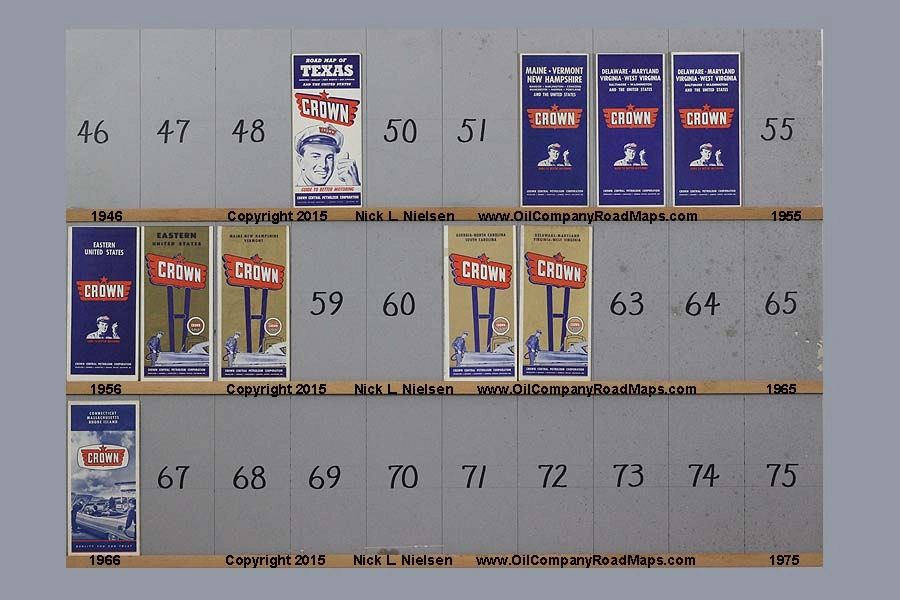 46
47
48
ROAD MAP OF
TEXAS
AND THE UNITED STATES
CROWN
GUIDE TO BETTER MOTORING
CROWN CENTRAL PETROLEUM CORPORATION
50
51
MAINE • VERMONT
NEW HAMPSHIRE
AND THE UNITED STATES
CROWN
CROWN CENTRAL PETROLEUM CORPORATION
DELAWARE • MARYLAND
VIRGINIA • WEST VIRGINIA
BALTIMORE • WASHINGTON
AND THE UNITED STATES
CROWN
CROWN CENTRAL PETROLEUM CORPORATION
DELAWARE • MARYLAND
VIRGINIA • WEST VIRGINIA
BALTIMORE • WASHINGTON
AND THE UNITED STATES
CROWN
CROWN CENTRAL PETROLEUM CORPORATION
55
1946 Copyright 2015 Nick L. Nielsen www.OilCompanyRoadMaps.com 1955
EASTERN
UNITED STATES
CROWN
CROWN CENTRAL PETROLEUM CORPORATION
EASTERN
UNITED STATES
CROWN
CROWN CENTRAL PETROLEUM CORPORATION
MAINE • NEW HAMPSHIRE
VERMONT
CROWN
CROWN CENTRAL PETROLEUM CORPORATION
59
60
GEORGIA • NORTH CAROLINA
SOUTH CAROLINA
CROWN
CROWN CENTRAL PETROLEUM CORPORATION
DELAWARE • MARYLAND
VIRGINIA • WEST VIRGINIA
CROWN
CROWN CENTRAL PETROLEUM CORPORATION
63
64
65
1956 Copyright 2015 Nick L. Nielsen www.OilCompanyRoadMaps.com 1965
CONNECTICUT
MASSACHUSETTS
RHODE ISLAND
CROWN
QUALITY YOU CAN TRUST
67
68
69
70
71
72
73
74
75
1966 Copyright 2015 Nick L. Nielsen www.OilCompanyRoadMaps.com 1975